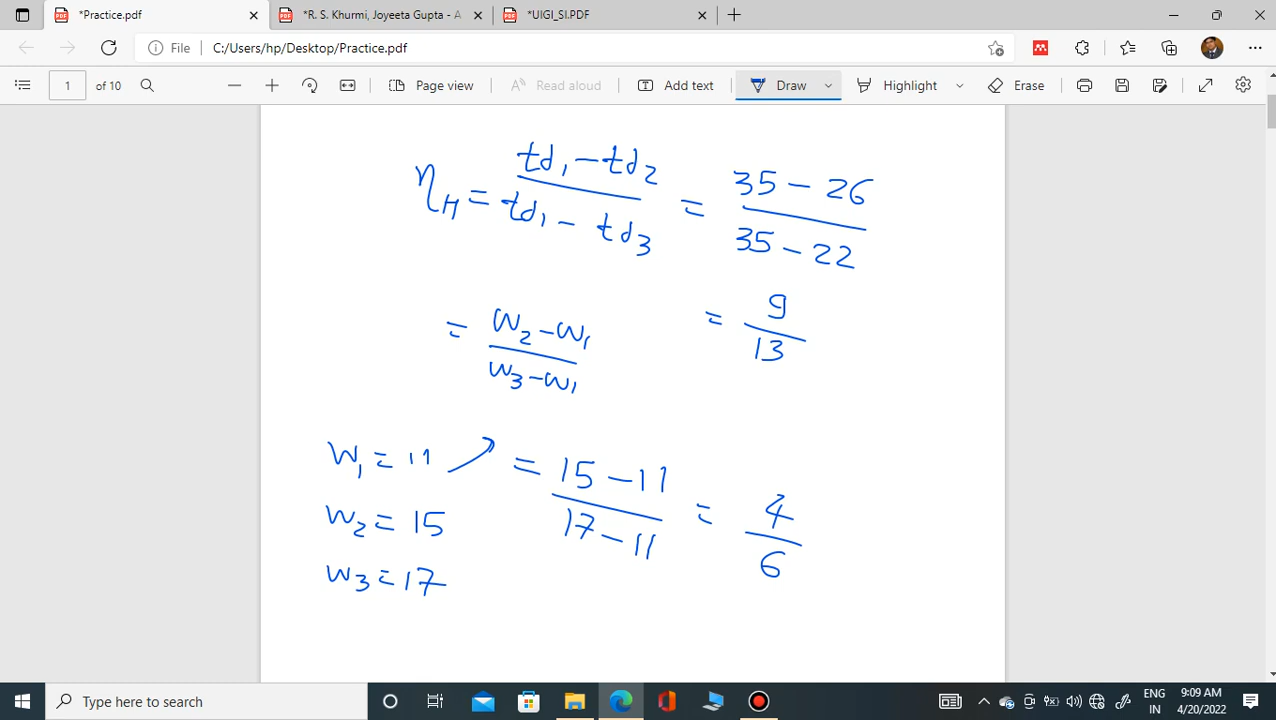 *Practice.pdf
*R. S. Khurmi, Joyeeta Gupta - A
*UIGI_SI.PDF
File C:/Users/hp/Desktop/Practice.pdf
1 of 10 Page view Read aloud Add text Draw Highlight Erase
ηH = td1 - td2 / td1 - td3 = 35 - 26 / 35 - 22
= W2 - W1 / W3 - W1 = 9 / 13
W1 = 11 = 15 - 11 / 17 - 11 = 4 / 6
W2 = 15
W3 = 17
Type here to search
ENG 9:09 AM
IN 4/20/2022